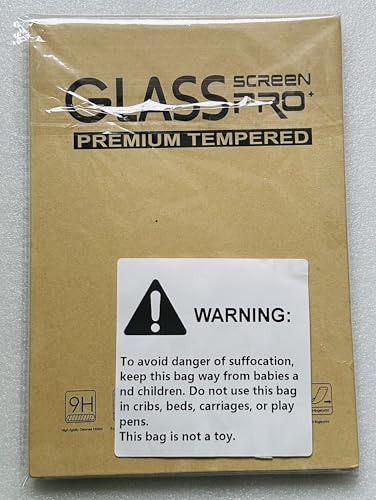 GLASS SCREEN PRO+
PREMIUM TEMPERED
WARNING:
To avoid danger of suffocation,
keep this bag way from babies a
nd children. Do not use this bag
in cribs, beds, carriages, or play
pens.
This bag is not a toy.
9H